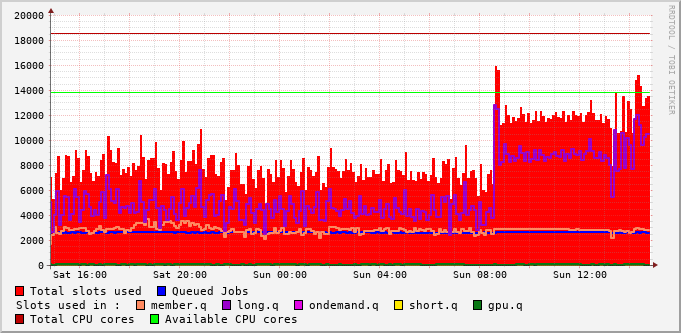 20000
18000
16000
14000
12000
10000
8000
6000
4000
2000
0
Sat 16:00 Sat 20:00 Sun 00:00 Sun 04:00 Sun 08:00 Sun 12:00
RRDTOOL / TOBI OETIKER
Total slots used Queued Jobs
Slots used in : member.q long.q ondemand.q short.q gpu.q
Total CPU cores Available CPU cores